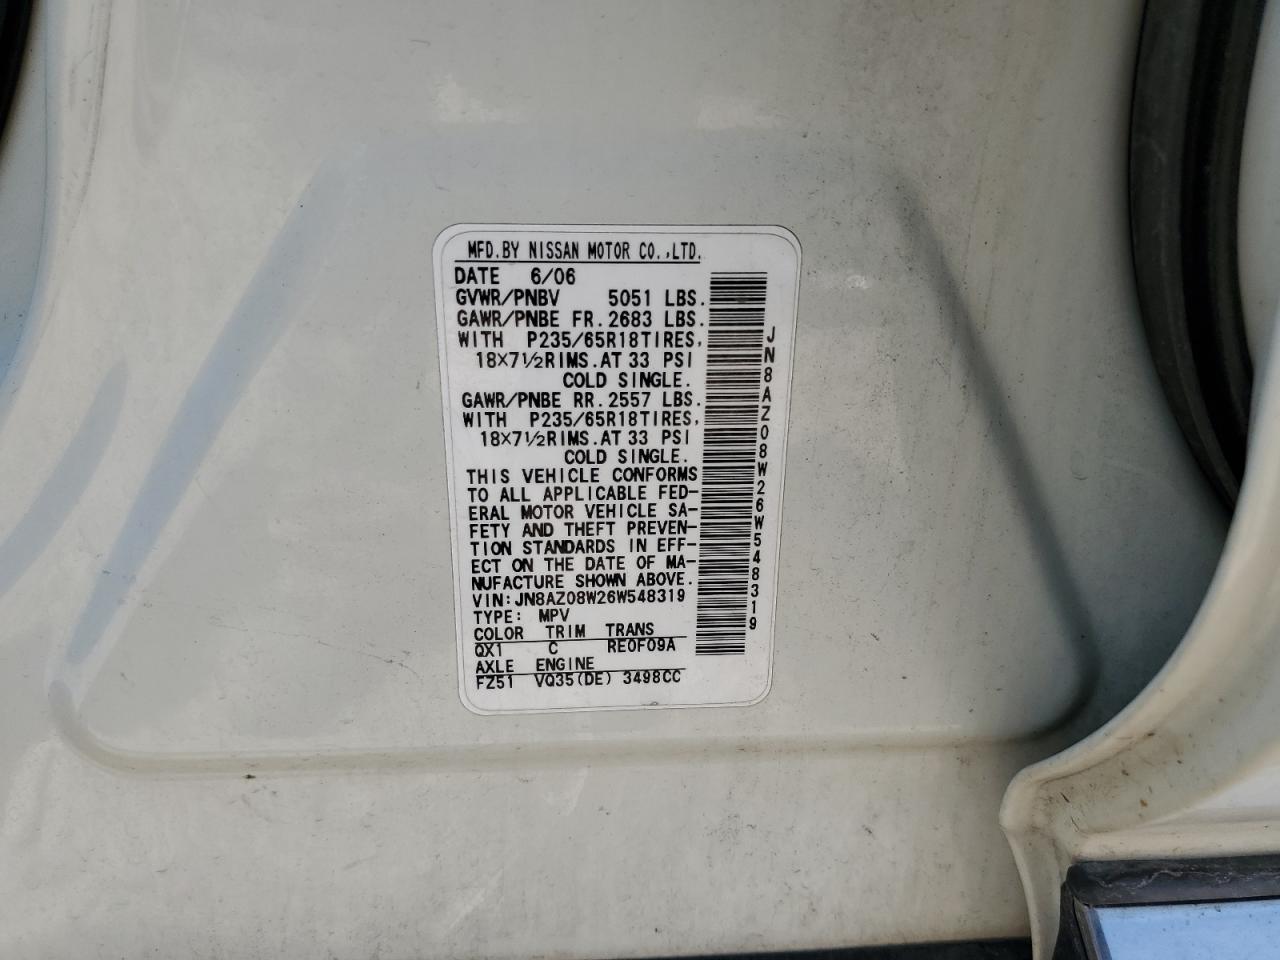 MFD.BY NISSAN MOTOR CO.,LTD.
DATE 6/06
GVWR/PNBV 5051 LBS.
GAWR/PNBE FR.2683 LBS.
WITH P235/65R18TIRES,
18×7½RIMS.AT 33 PSI
COLD SINGLE.
GAWR/PNBE RR.2557 LBS.
WITH P235/65R18TIRES,
18×7½RIMS.AT 33 PSI
COLD SINGLE.
THIS VEHICLE CONFORMS
TO ALL APPLICABLE FED-
ERAL MOTOR VEHICLE SA-
FETY AND THEFT PREVEN-
TION STANDARDS IN EFF-
ECT ON THE DATE OF MA-
NUFACTURE SHOWN ABOVE.
VIN:JN8AZ08W26W548319
TYPE: MPV
COLOR TRIM TRANS
QX1 C RE0F09A
AXLE ENGINE
FZ51 VQ35(DE) 3498CC
JN8AZ08W26W548319